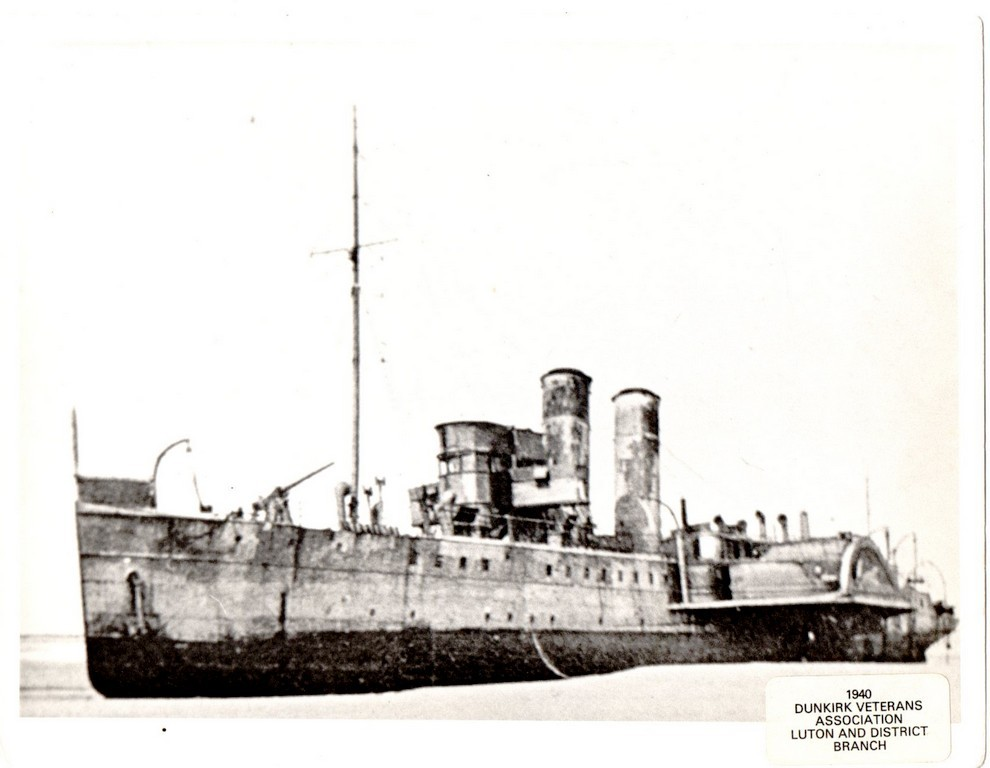 1940
DUNKIRK VETERANS
ASSOCIATION
LUTON AND DISTRICT
BRANCH